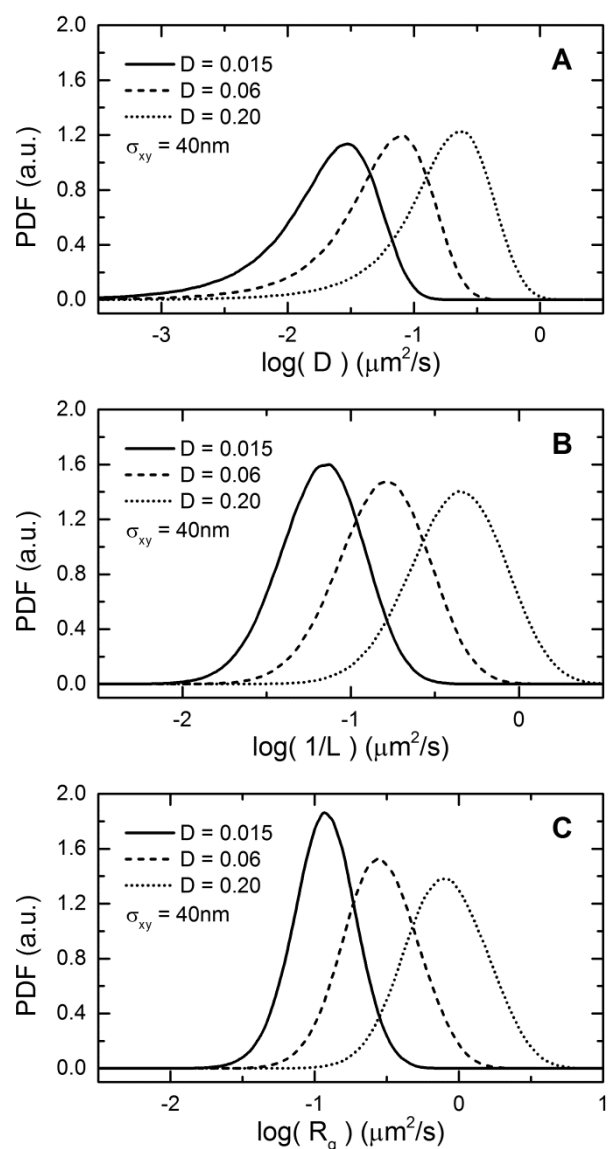 2.0
A
D = 0.015
1.6
D = 0.06
D = 0.20
1.2
σxy = 40nm
0.8
0.4
0.0
-3 -2 -1 0
PDF (a.u.)
log( D ) (μm²/s)
2.0
B
D = 0.015
1.6
D = 0.06
D = 0.20
1.2
σxy = 40nm
0.8
0.4
0.0
-2 -1 0
PDF (a.u.)
log( 1/L ) (μm²/s)
2.0
C
D = 0.015
1.6
D = 0.06
D = 0.20
1.2
σxy = 40nm
0.8
0.4
0.0
-2 -1 0 1
PDF (a.u.)
log( Rg ) (μm²/s)